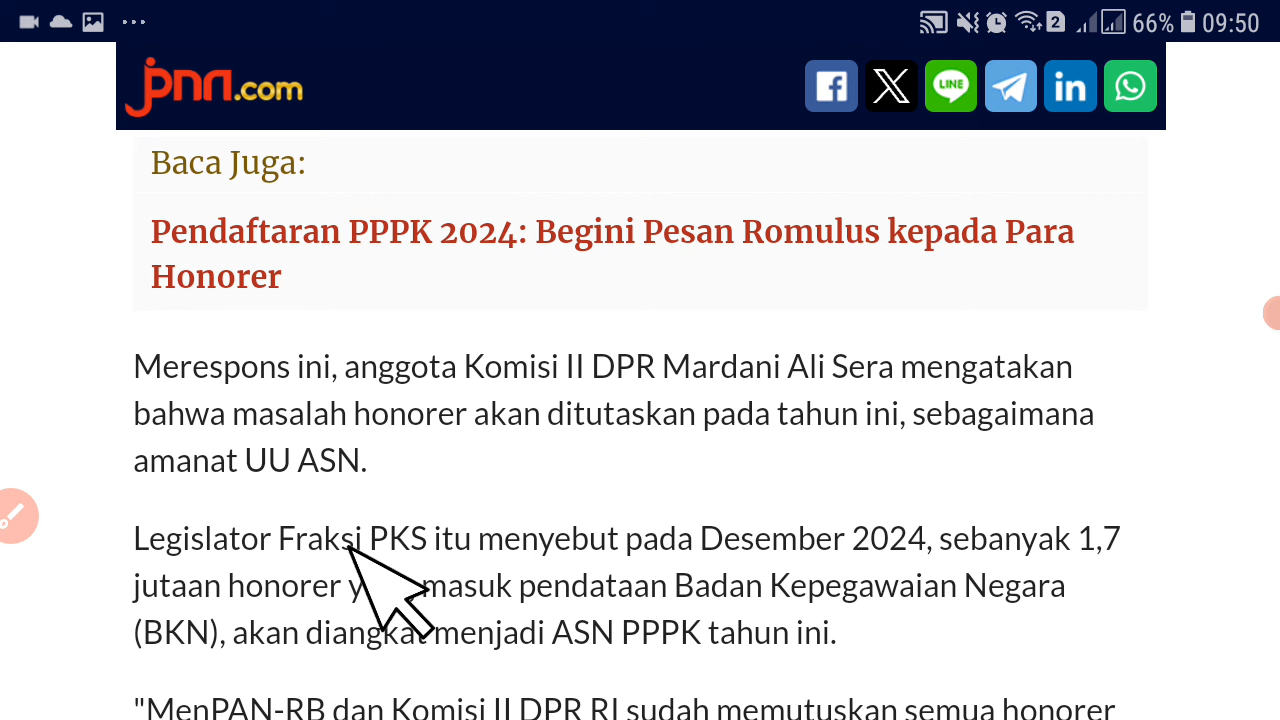 66% 09:50
jpnn.com
LINE
Baca Juga:
Pendaftaran PPPK 2024: Begini Pesan Romulus kepada Para
Honorer
Merespons ini, anggota Komisi II DPR Mardani Ali Sera mengatakan
bahwa masalah honorer akan ditutaskan pada tahun ini, sebagaimana
amanat UU ASN.
Legislator Fraksi PKS itu menyebut pada Desember 2024, sebanyak 1,7
jutaan honorer masuk pendataan Badan Kepegawaian Negara
(BKN), akan diangkat menjadi ASN PPPK tahun ini.
"MenPAN-RB dan Komisi II DPR RI sudah memutuskan semua honorer